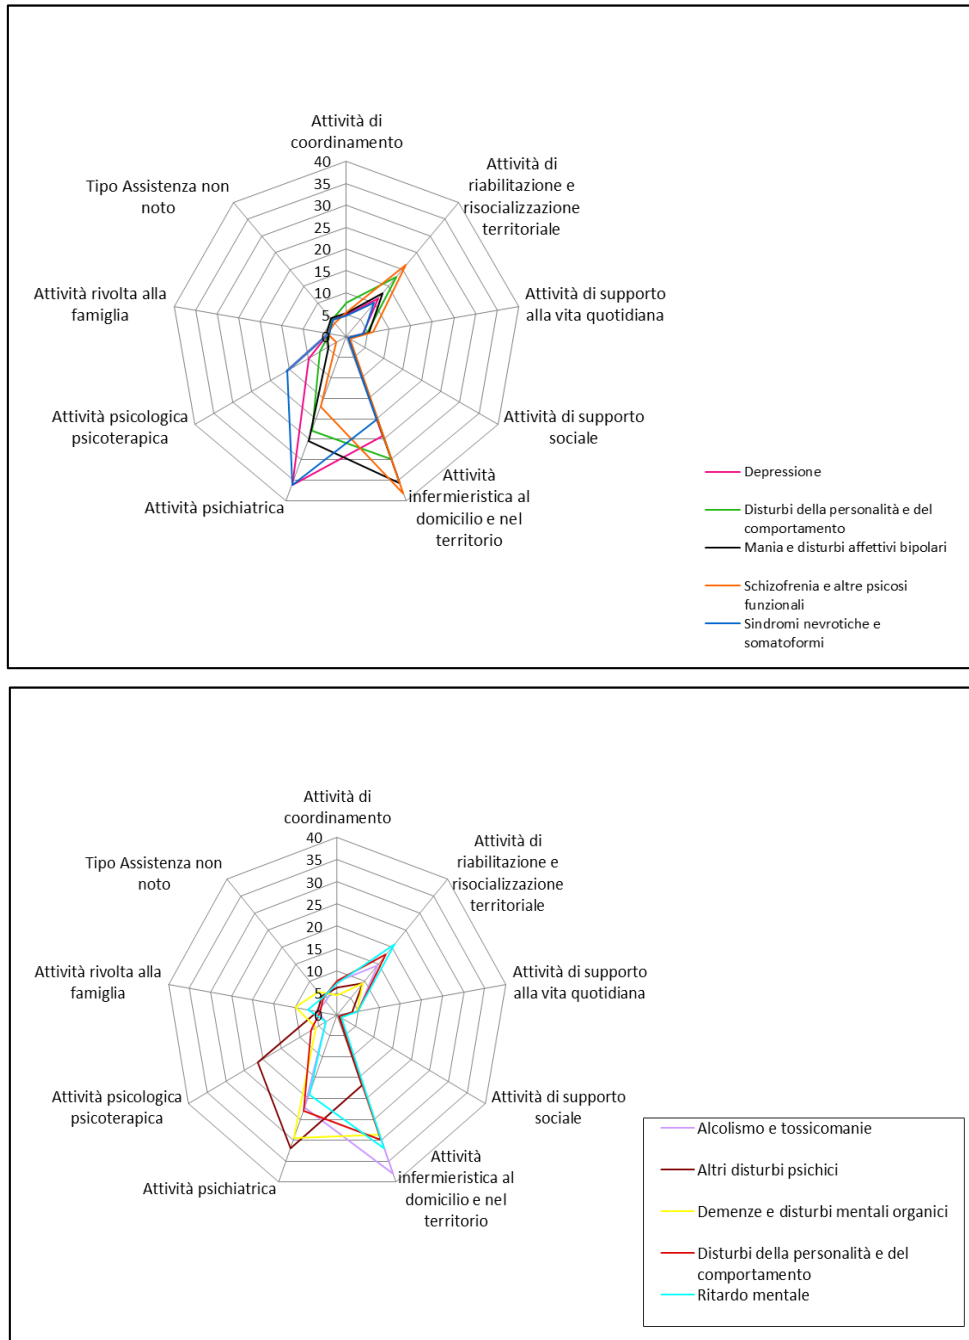 Attività di
coordinamento
40
35
30
25
20
15
10
5
0
Attività di
riabilitazione e
risocializzazione
territoriale
Attività di supporto
alla vita quotidiana
Attività di supporto
sociale
Attività
infermieristica al
domicilio e nel
territorio
Attività psichiatrica
Attività psicologica
psicoterapica
Attività rivolta alla
famiglia
Tipo Assistenza non
noto
Depressione
Disturbi della personalità e del
comportamento
Mania e disturbi affettivi bipolari
Schizofrenia e altre psicosi
funzionali
Sindromi nevrotiche e
somatoformi
Attività di
coordinamento
40
35
30
25
20
15
10
5
0
Attività di
riabilitazione e
risocializzazione
territoriale
Attività di supporto
alla vita quotidiana
Attività di supporto
sociale
Attività
infermieristica al
domicilio e nel
territorio
Attività psichiatrica
Attività psicologica
psicoterapica
Attività rivolta alla
famiglia
Tipo Assistenza non
noto
Alcolismo e tossicomanie
Altri disturbi psichici
Demenze e disturbi mentali organici
Disturbi della personalità e del
comportamento
Ritardo mentale